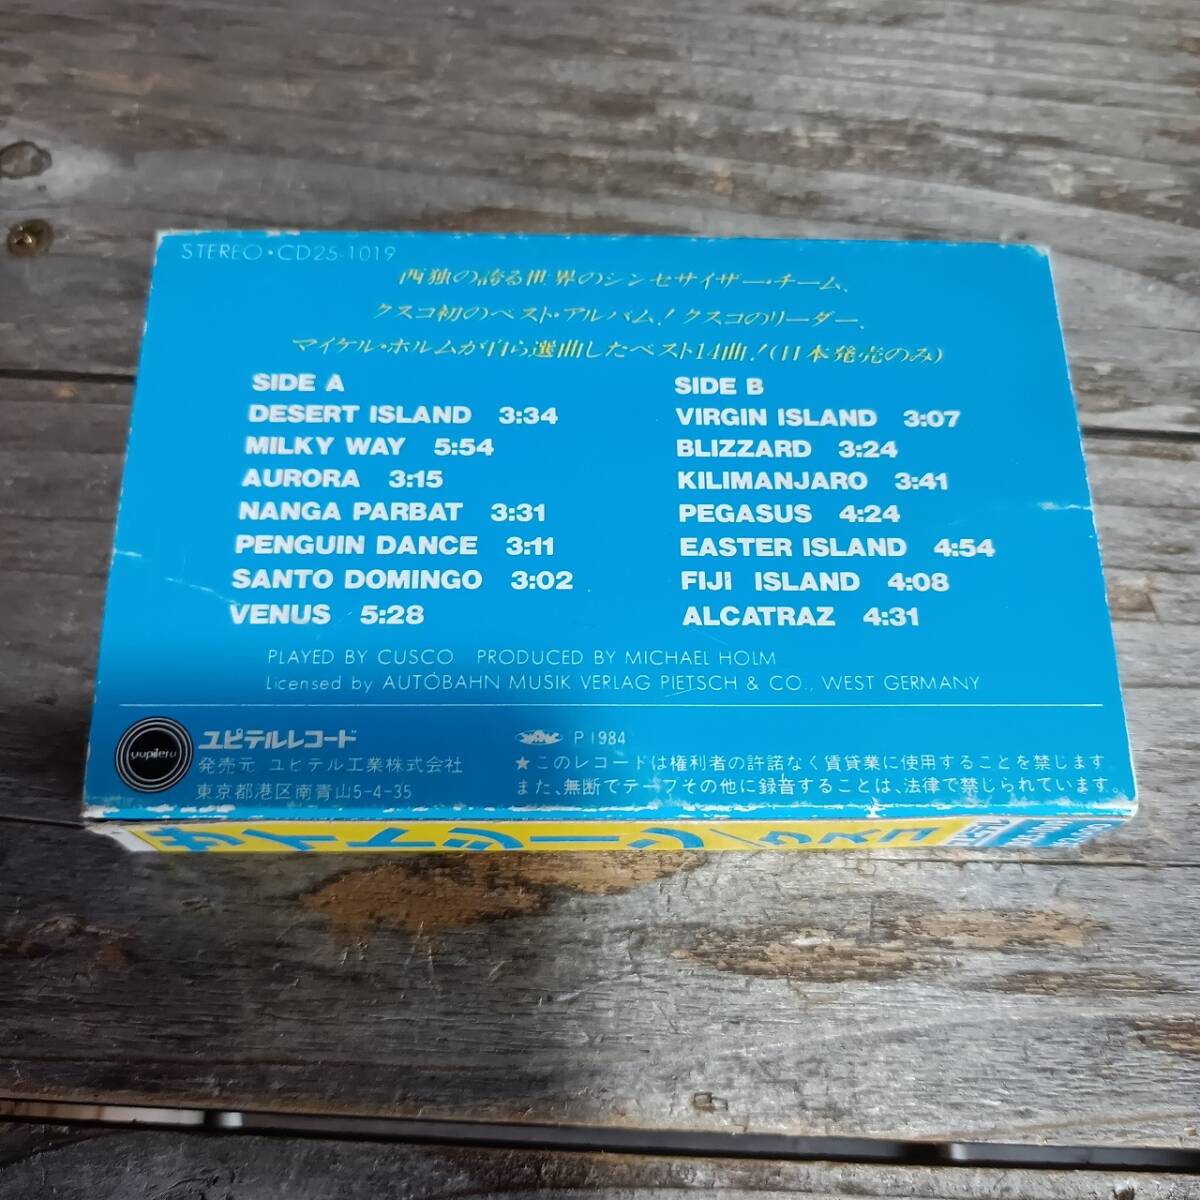 STEREO・CD25-1019
西独の誇る世界のシンセサイザー・チーム、
クスコ初のベスト・アルバム! クスコのリーダー、
マイケル・ホルムが自ら選曲したベスト14曲!(日本発売のみ)
SIDE A
DESERT ISLAND 3:34
MILKY WAY 5:54
AURORA 3:15
NANGA PARBAT 3:31
PENGUIN DANCE 3:11
SANTO DOMINGO 3:02
VENUS 5:28
SIDE B
VIRGIN ISLAND 3:07
BLIZZARD 3:24
KILIMANJARO 3:41
PEGASUS 4:24
EASTER ISLAND 4:54
FIJI ISLAND 4:08
ALCATRAZ 4:31
PLAYED BY CUSCO PRODUCED BY MICHAEL HOLM
Licensed by AUTOBAHN MUSIK VERLAG PIETSCH & CO., WEST GERMANY
yupiteru
ユピテルレコード
発売元 ユピテル工業株式会社
東京都港区南青山5-4-35
P1984
★このレコードは権利者の許諾なく賃貸業に使用することを禁じます
また、無断でテープその他に録音することは、法律で禁じられています。
/クスコ